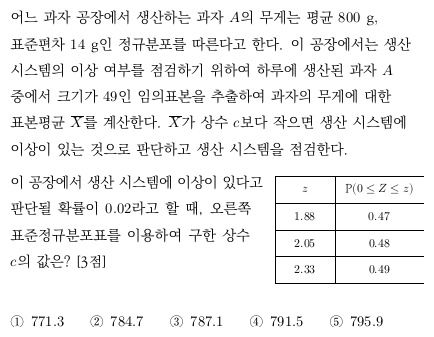 어느 과자 공장에서 생산하는 과자 A의 무게는 평균 800 g,
표준편차 14 g인 정규분포를 따른다고 한다. 이 공장에서는 생산
시스템의 이상 여부를 점검하기 위하여 하루에 생산된 과자 A
중에서 크기가 49인 임의표본을 추출하여 과자의 무게에 대한
표본평균 X̄를 계산한다. X̄가 상수 c보다 작으면 생산 시스템에
이상이 있는 것으로 판단하고 생산 시스템을 점검한다.
이 공장에서 생산 시스템에 이상이 있다고
판단될 확률이 0.02라고 할 때, 오른쪽
표준정규분포표를 이용하여 구한 상수
c의 값은? [3점]
z P(0 ≤ Z ≤ z)
1.88 0.47
2.05 0.48
2.33 0.49
① 771.3 ② 784.7 ③ 787.1 ④ 791.5 ⑤ 795.9